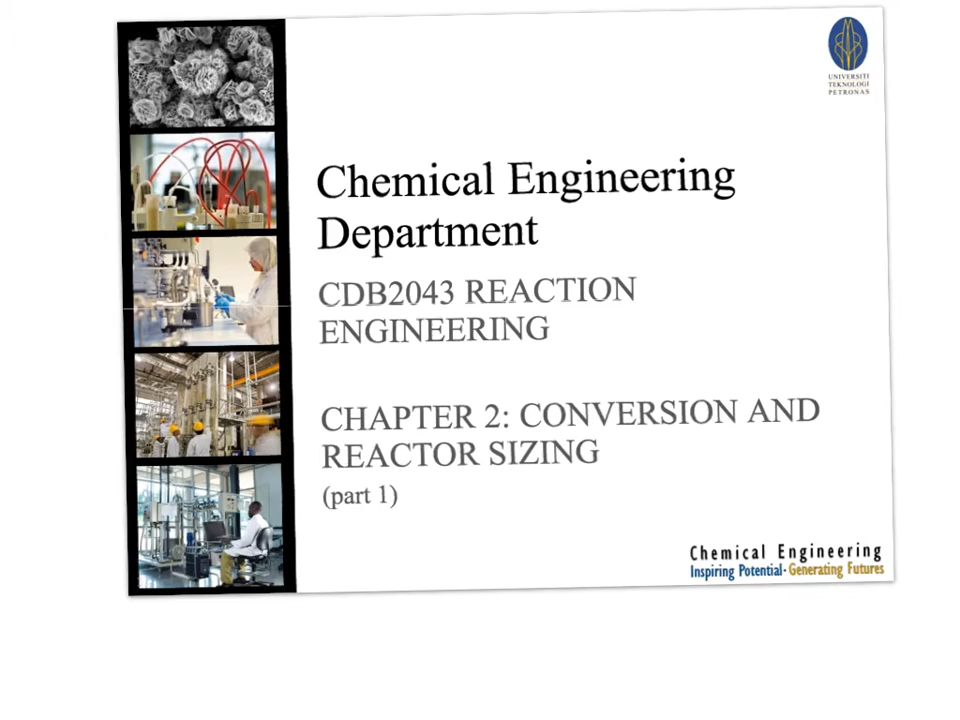 UNIVERSITI
TEKNOLOGI
PETRONAS
Chemical Engineering
Department
CDB2043 REACTION
ENGINEERING
CHAPTER 2: CONVERSION AND
REACTOR SIZING
(part 1)
Chemical Engineering
Inspiring Potential · Generating Futures